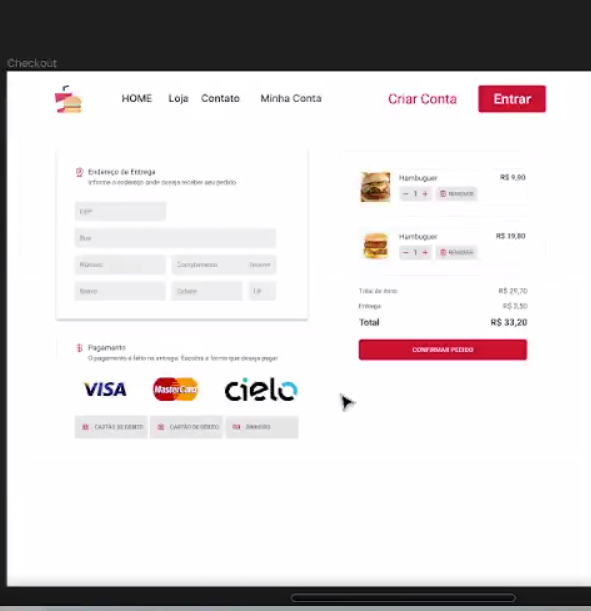 Checkout
HOME Loja Contato Minha Conta Criar Conta Entrar
Endereço de Entrega
Informe o endereço onde deseja receber seu pedido
CEP
Rua
Número Complemento
Bairro Cidade UF
Pagamento
O pagamento é feito na entrega. Escolha a forma que deseja pagar
VISA MasterCard cielo
CARTÃO DE DÉBITO CARTÃO DE DÉBITO DINHEIRO
Hambuguer R$ 9,90
− 1 + REMOVER
Hambuguer R$ 19,80
− 1 + REMOVER
Total de itens R$ 29,70
Entrega R$ 3,50
Total R$ 33,20
CONFIRMAR PEDIDO